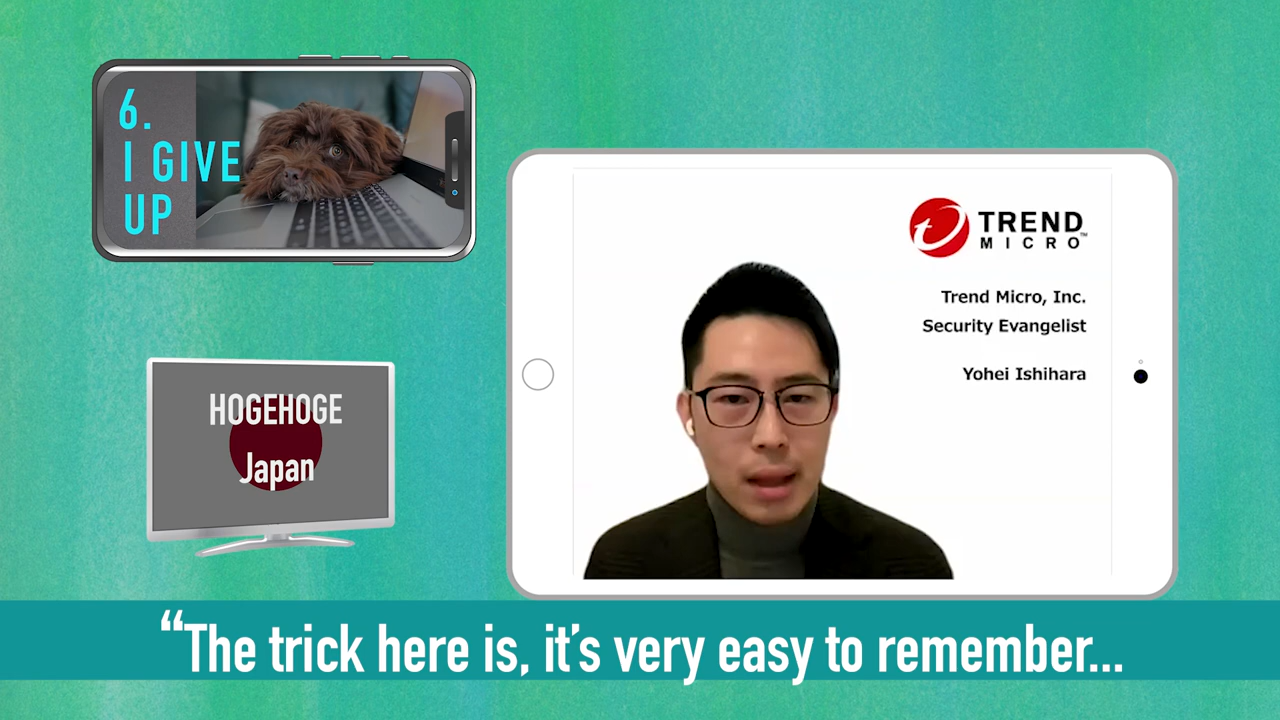 6.
I GIVE
UP
TREND
MICRO™
Trend Micro, Inc.
Security Evangelist
Yohei Ishihara
HOGEHOGE
Japan
“The trick here is, it’s very easy to remember...